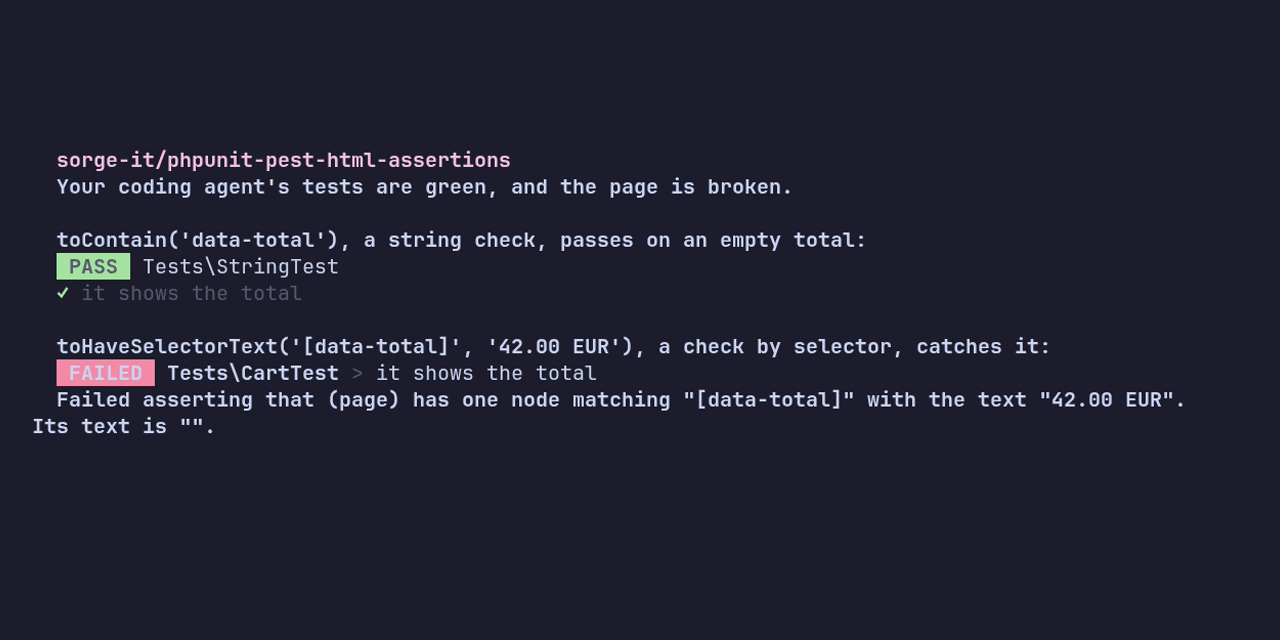 sorge-it/phpunit-pest-html-assertions
Your coding agent's tests are green, and the page is broken.
toContain('data-total'), a string check, passes on an empty total:
PASS Tests\StringTest
✓ it shows the total
toHaveSelectorText('[data-total]', '42.00 EUR'), a check by selector, catches it:
FAILED Tests\CartTest > it shows the total
Failed asserting that (page) has one node matching "[data-total]" with the text "42.00 EUR".
Its text is "".